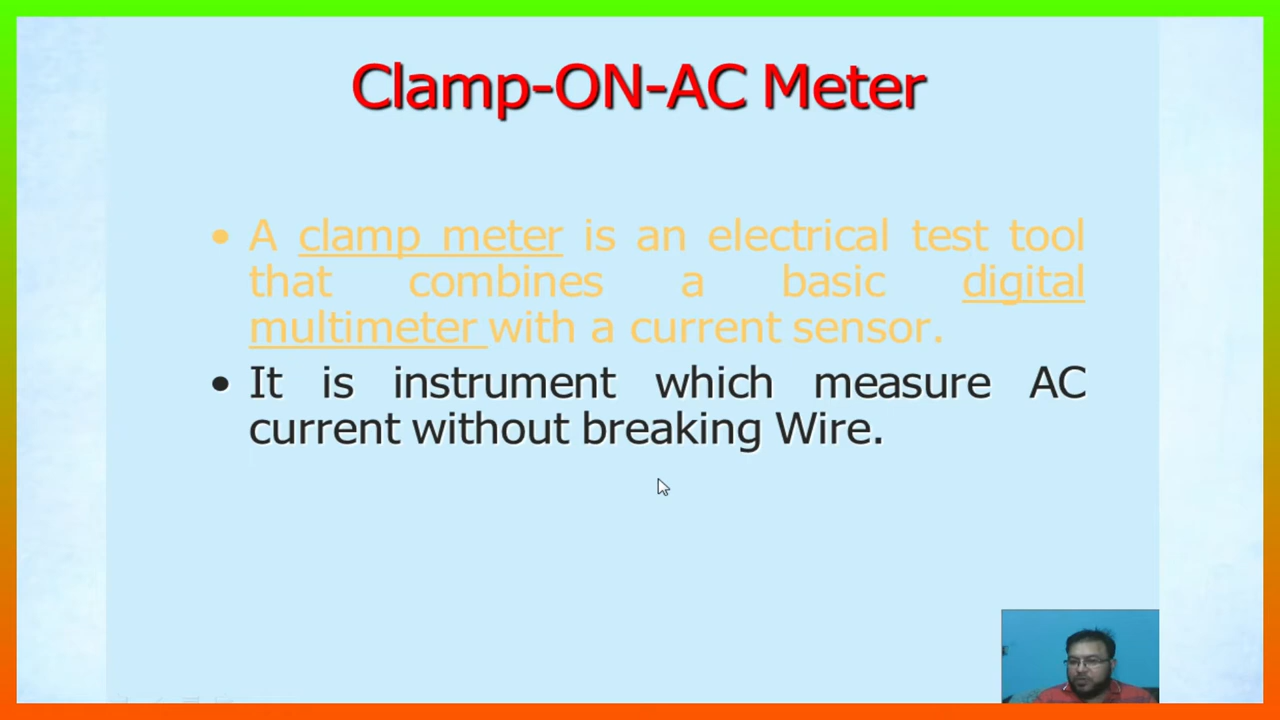 Clamp-ON-AC Meter
• A clamp meter is an electrical test tool
that combines a basic digital
multimeter with a current sensor.
• It is instrument which measure AC
current without breaking Wire.